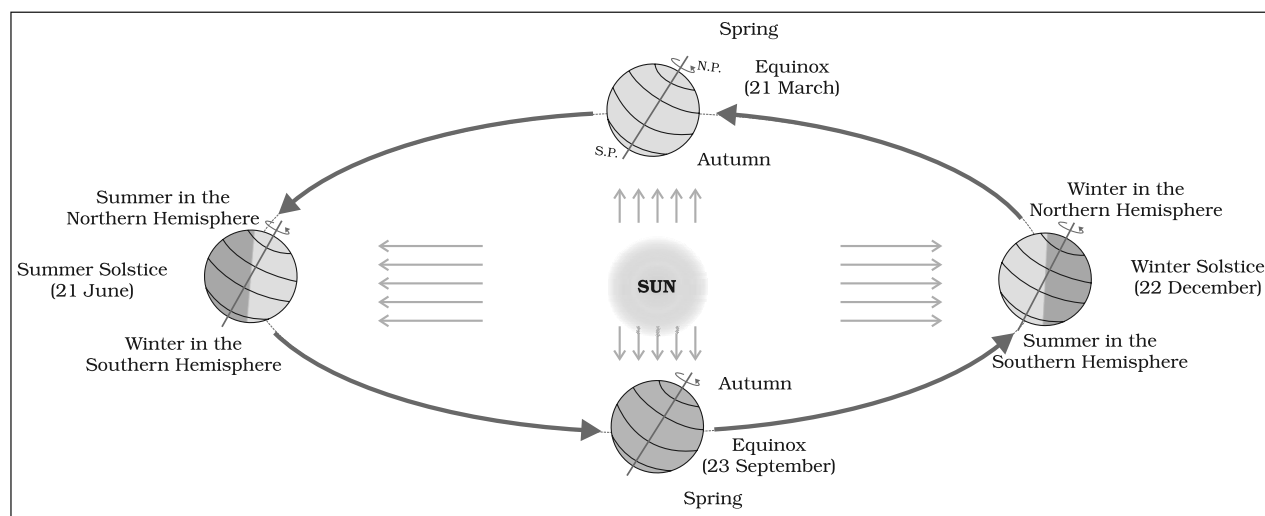 Spring
N.P.
Equinox
(21 March)
S.P.
Autumn
Summer in the
Northern Hemisphere
Summer Solstice
(21 June)
Winter in the
Southern Hemisphere
SUN
Winter in the
Northern Hemisphere
Winter Solstice
(22 December)
Summer in the
Southern Hemisphere
Autumn
Equinox
(23 September)
Spring